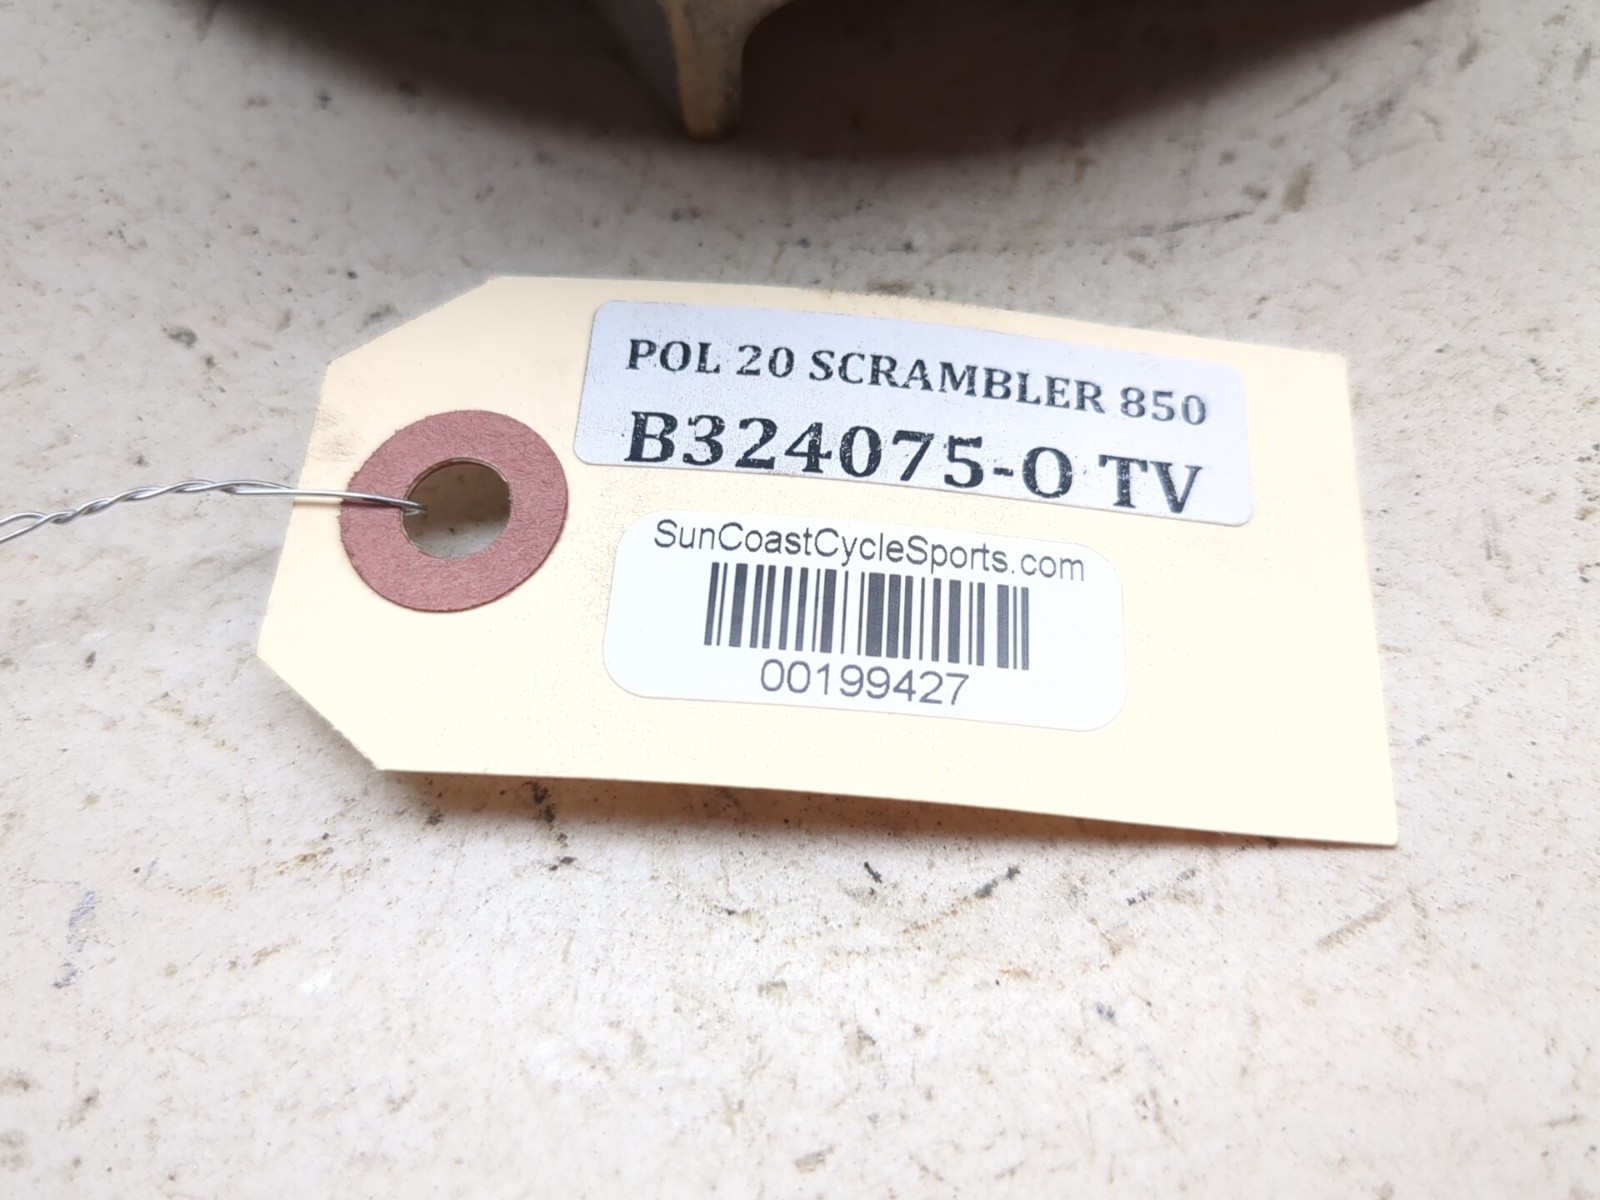 POL 20 SCRAMBLER 850
B324075-O TV
SunCoastCycleSports.com
00199427